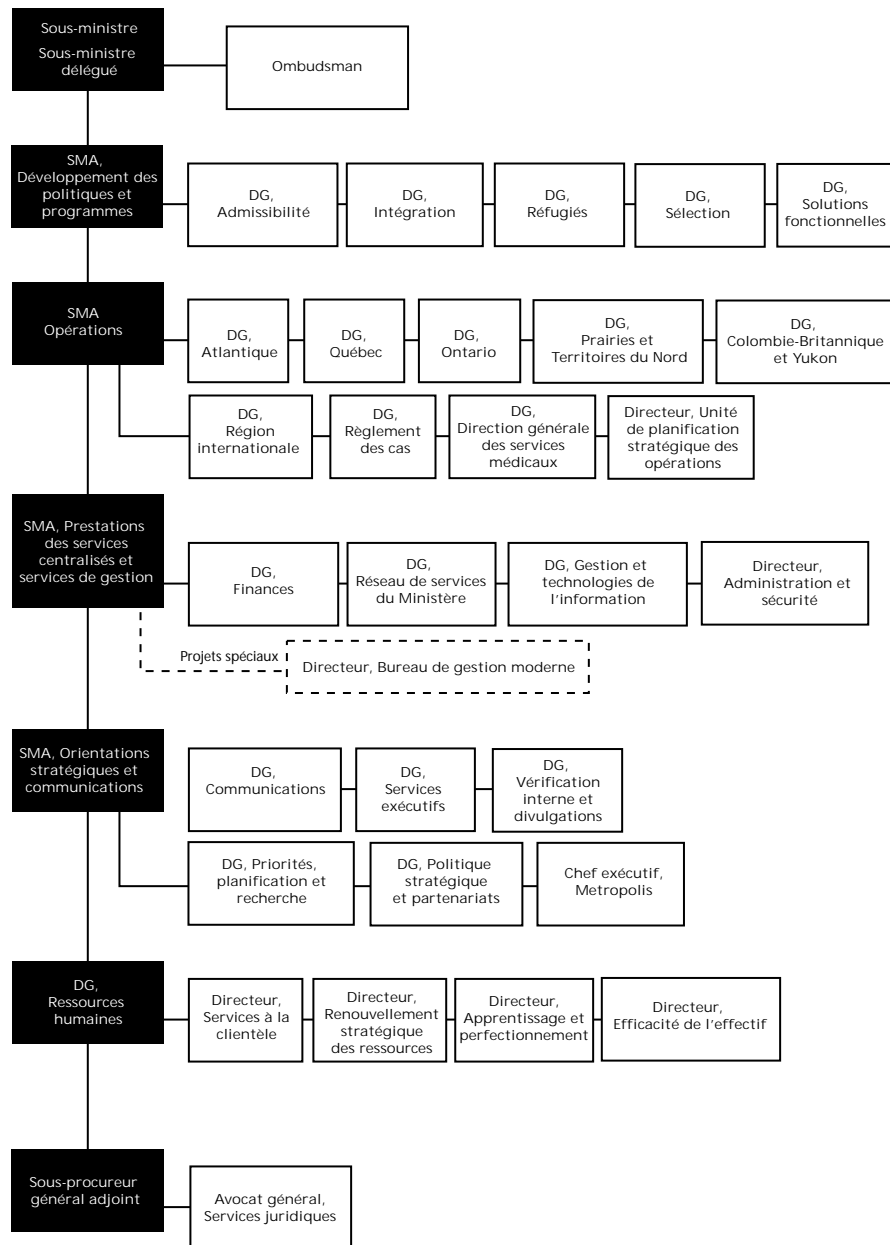 Sous-ministre
Sous-ministre
délégué
Ombudsman
SMA,
Développement des
politiques et
programmes
DG,
Admissibilité
DG,
Intégration
DG,
Réfugiés
DG,
Sélection
DG,
Solutions
fonctionnelles
SMA
Opérations
DG,
Atlantique
DG,
Québec
DG,
Ontario
DG,
Prairies et
Territoires du Nord
DG,
Colombie-Britannique
et Yukon
DG,
Région
internationale
DG,
Règlement
des cas
DG,
Direction générale
des services
médicaux
Directeur, Unité
de planification
stratégique des
opérations
SMA, Prestations
des services
centralisés et
services de gestion
DG,
Finances
DG,
Réseau de services
du Ministère
DG, Gestion et
technologies de
l'information
Directeur,
Administration et
sécurité
Projets spéciaux
Directeur, Bureau de gestion moderne
SMA, Orientations
stratégiques et
communications
DG,
Communications
DG,
Services
exécutifs
DG,
Vérification
interne et
divulgations
DG, Priorités,
planification et
recherche
DG, Politique
stratégique
et partenariats
Chef exécutif,
Metropolis
DG,
Ressources
humaines
Directeur,
Services à la
clientèle
Directeur,
Renouvellement
stratégique
des ressources
Directeur,
Apprentissage et
perfectionnement
Directeur,
Efficacité de l'effectif
Sous-procureur
général adjoint
Avocat général,
Services juridiques